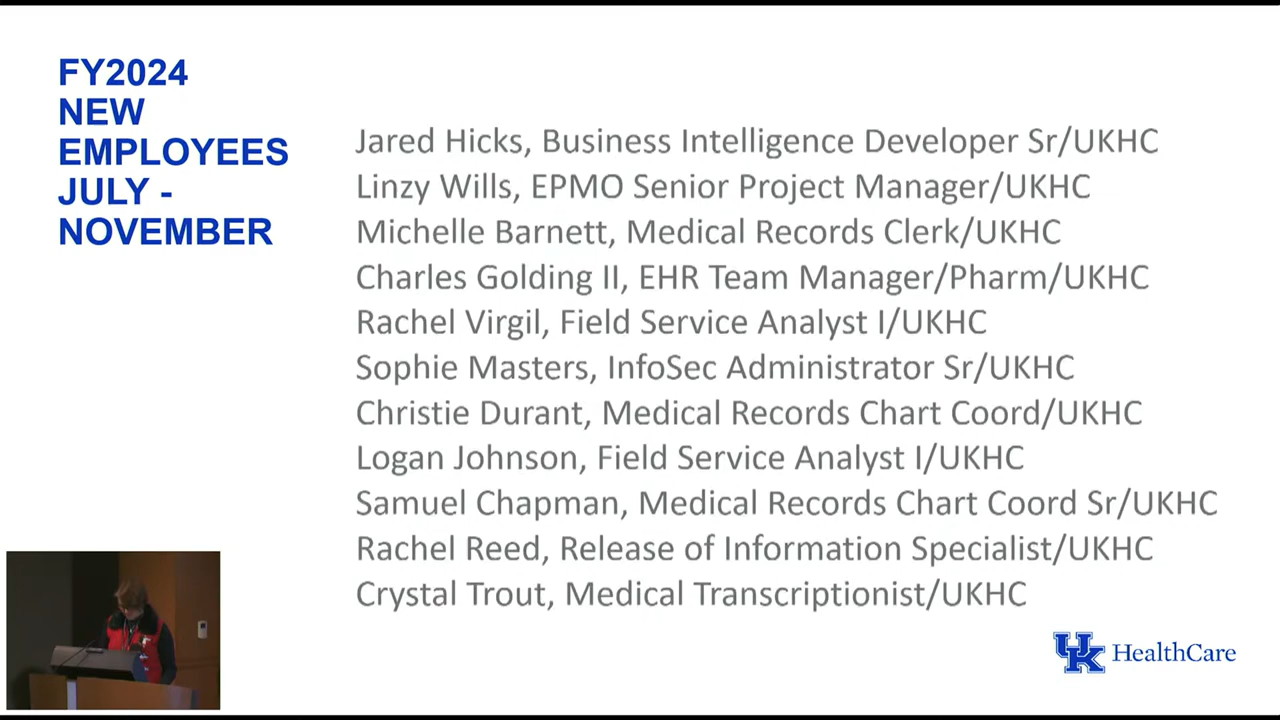 FY2024
NEW
EMPLOYEES
JULY -
NOVEMBER
Jared Hicks, Business Intelligence Developer Sr/UKHC
Linzy Wills, EPMO Senior Project Manager/UKHC
Michelle Barnett, Medical Records Clerk/UKHC
Charles Golding II, EHR Team Manager/Pharm/UKHC
Rachel Virgil, Field Service Analyst I/UKHC
Sophie Masters, InfoSec Administrator Sr/UKHC
Christie Durant, Medical Records Chart Coord/UKHC
Logan Johnson, Field Service Analyst I/UKHC
Samuel Chapman, Medical Records Chart Coord Sr/UKHC
Rachel Reed, Release of Information Specialist/UKHC
Crystal Trout, Medical Transcriptionist/UKHC
UK HealthCare